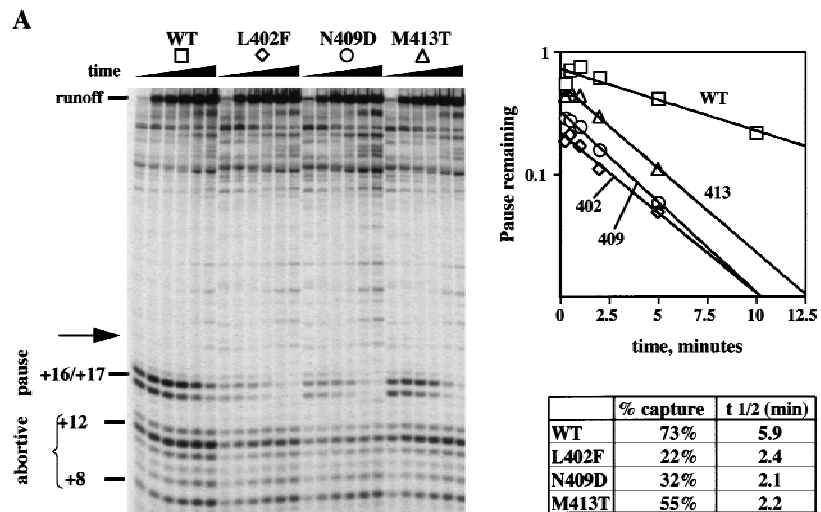 A
WT L402F N409D M413T
time
runoff
+16/+17
pause
+12
abortive
+8
Pause remaining
1
0.1
WT
413
402
409
0 2.5 5 7.5 10 12.5
time, minutes
% capture t 1/2 (min)
WT 73% 5.9
L402F 22% 2.4
N409D 32% 2.1
M413T 55% 2.2